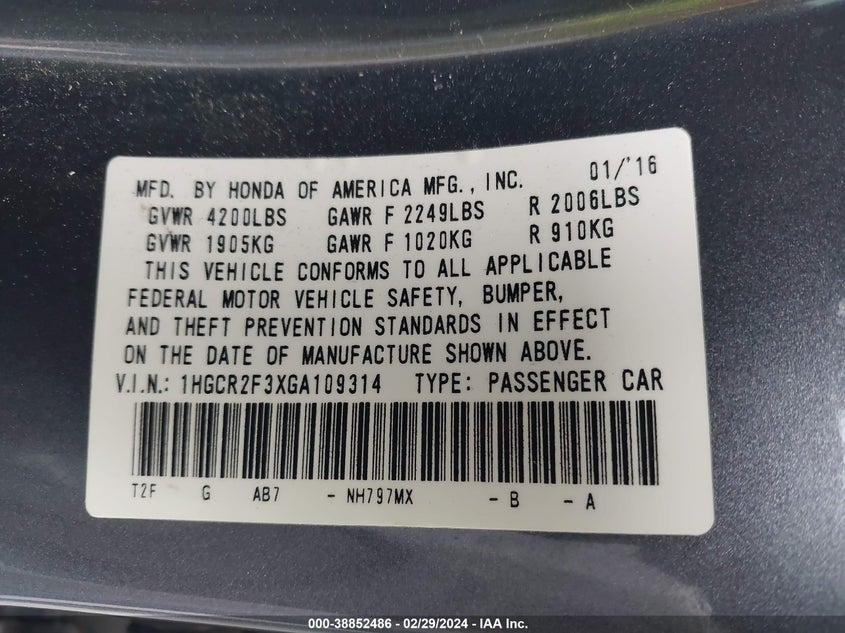 MFD. BY HONDA OF AMERICA MFG., INC. 01/'16
GVWR 4200LBS GAWR F 2249LBS R 2006LBS
GVWR 1905KG GAWR F 1020KG R 910KG
THIS VEHICLE CONFORMS TO ALL APPLICABLE
FEDERAL MOTOR VEHICLE SAFETY, BUMPER,
AND THEFT PREVENTION STANDARDS IN EFFECT
ON THE DATE OF MANUFACTURE SHOWN ABOVE.
V.I.N.: 1HGCR2F3XGA109314 TYPE: PASSENGER CAR
T2F G AB7 - NH797MX - B - A
000-38852486 - 02/29/2024 - IAA Inc.